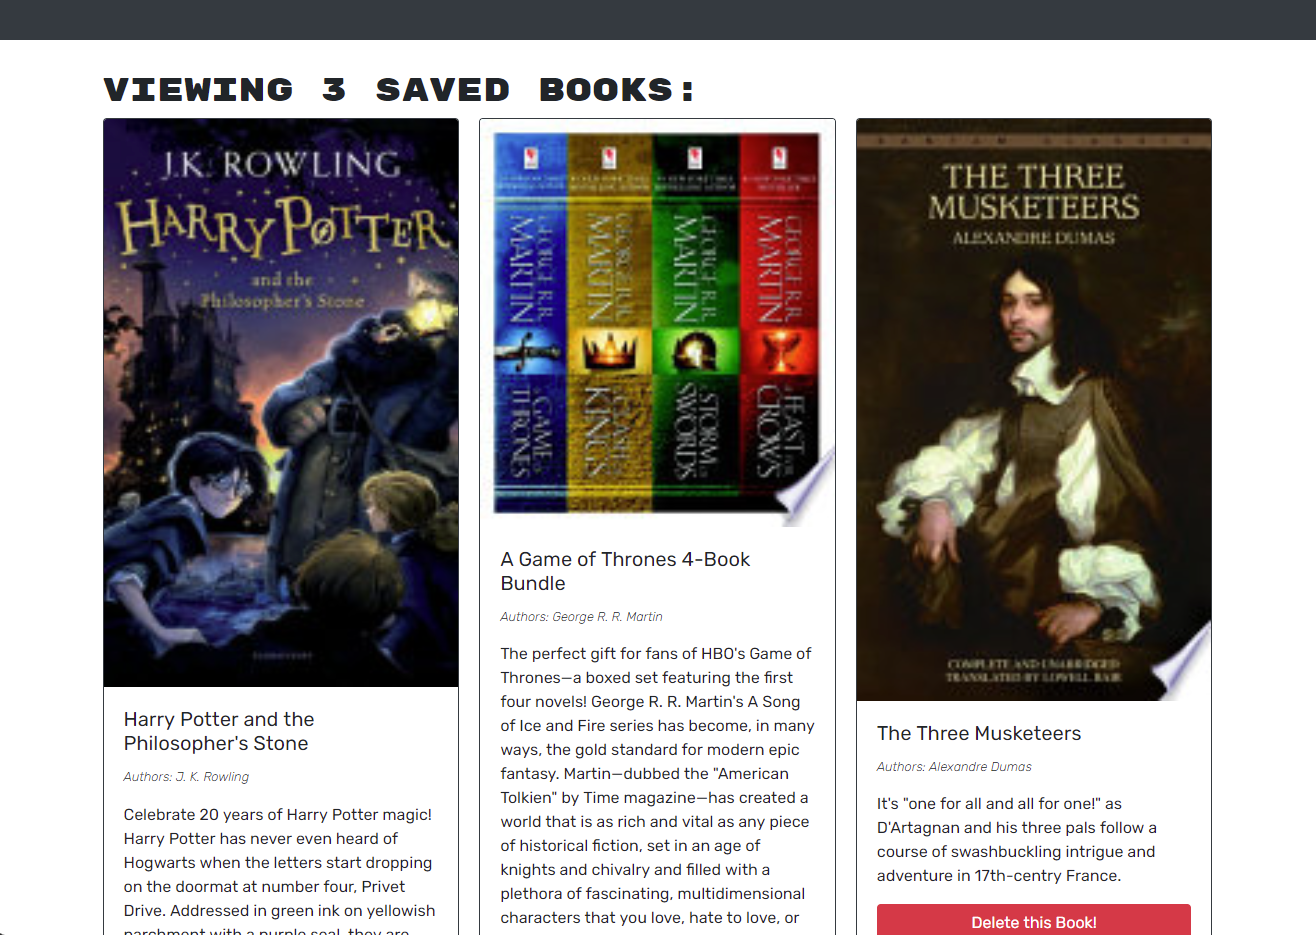 VIEWING 3 SAVED BOOKS:
J.K. ROWLING
HARRY POTTER
and the
Philosopher's Stone
Harry Potter and the
Philosopher's Stone
Authors: J. K. Rowling
Celebrate 20 years of Harry Potter magic!
Harry Potter has never even heard of
Hogwarts when the letters start dropping
on the doormat at number four, Privet
Drive. Addressed in green ink on yellowish
parchment with a purple seal, they are
GEORGE R.R.
MARTIN
A GAME OF
THRONES
GEORGE R.R.
MARTIN
A CLASH OF
KINGS
GEORGE R.R.
MARTIN
A STORM OF
SWORDS
GEORGE R.R.
MARTIN
A FEAST FOR
CROWS
A Game of Thrones 4-Book
Bundle
Authors: George R. R. Martin
The perfect gift for fans of HBO's Game of
Thrones—a boxed set featuring the first
four novels! George R. R. Martin's A Song
of Ice and Fire series has become, in many
ways, the gold standard for modern epic
fantasy. Martin—dubbed the "American
Tolkien" by Time magazine—has created a
world that is as rich and vital as any piece
of historical fiction, set in an age of
knights and chivalry and filled with a
plethora of fascinating, multidimensional
characters that you love, hate to love, or
THE THREE
MUSKETEERS
ALEXANDRE DUMAS
COMPLETE AND UNABRIDGED
TRANSLATED BY LOWELL BAIR
The Three Musketeers
Authors: Alexandre Dumas
It's "one for all and all for one!" as
D'Artagnan and his three pals follow a
course of swashbuckling intrigue and
adventure in 17th-centry France.
Delete this Book!